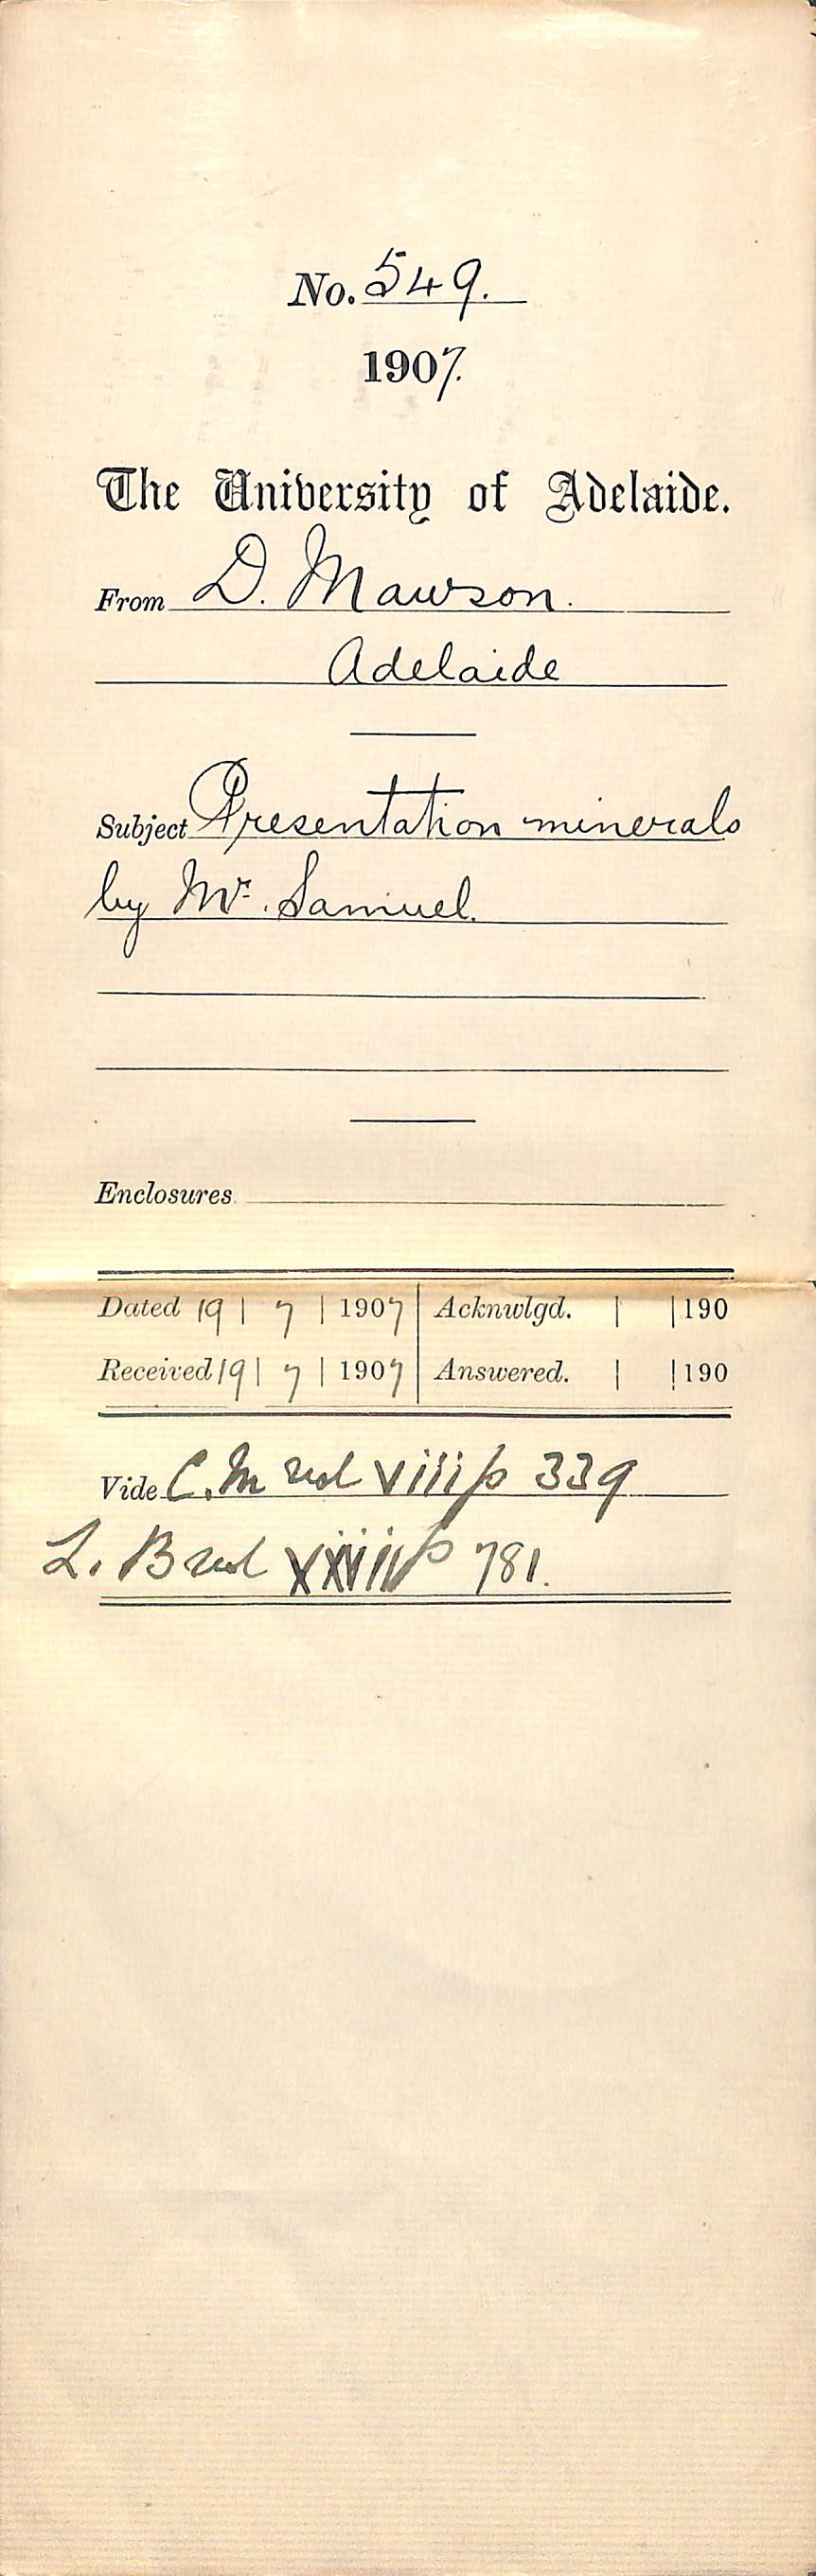 No. 549.
1907.
The University of Adelaide.
From D. Mawson.
Adelaide
Subject Presentation minerals
by Mr. Samuel.
Enclosures
Dated 19 | 7 | 1907 | Acknwlgd. | | 190
Received 19 | 7 | 1907 | Answered. | | 190
Vide C.M vol viii p 339
L. B vol p 781.